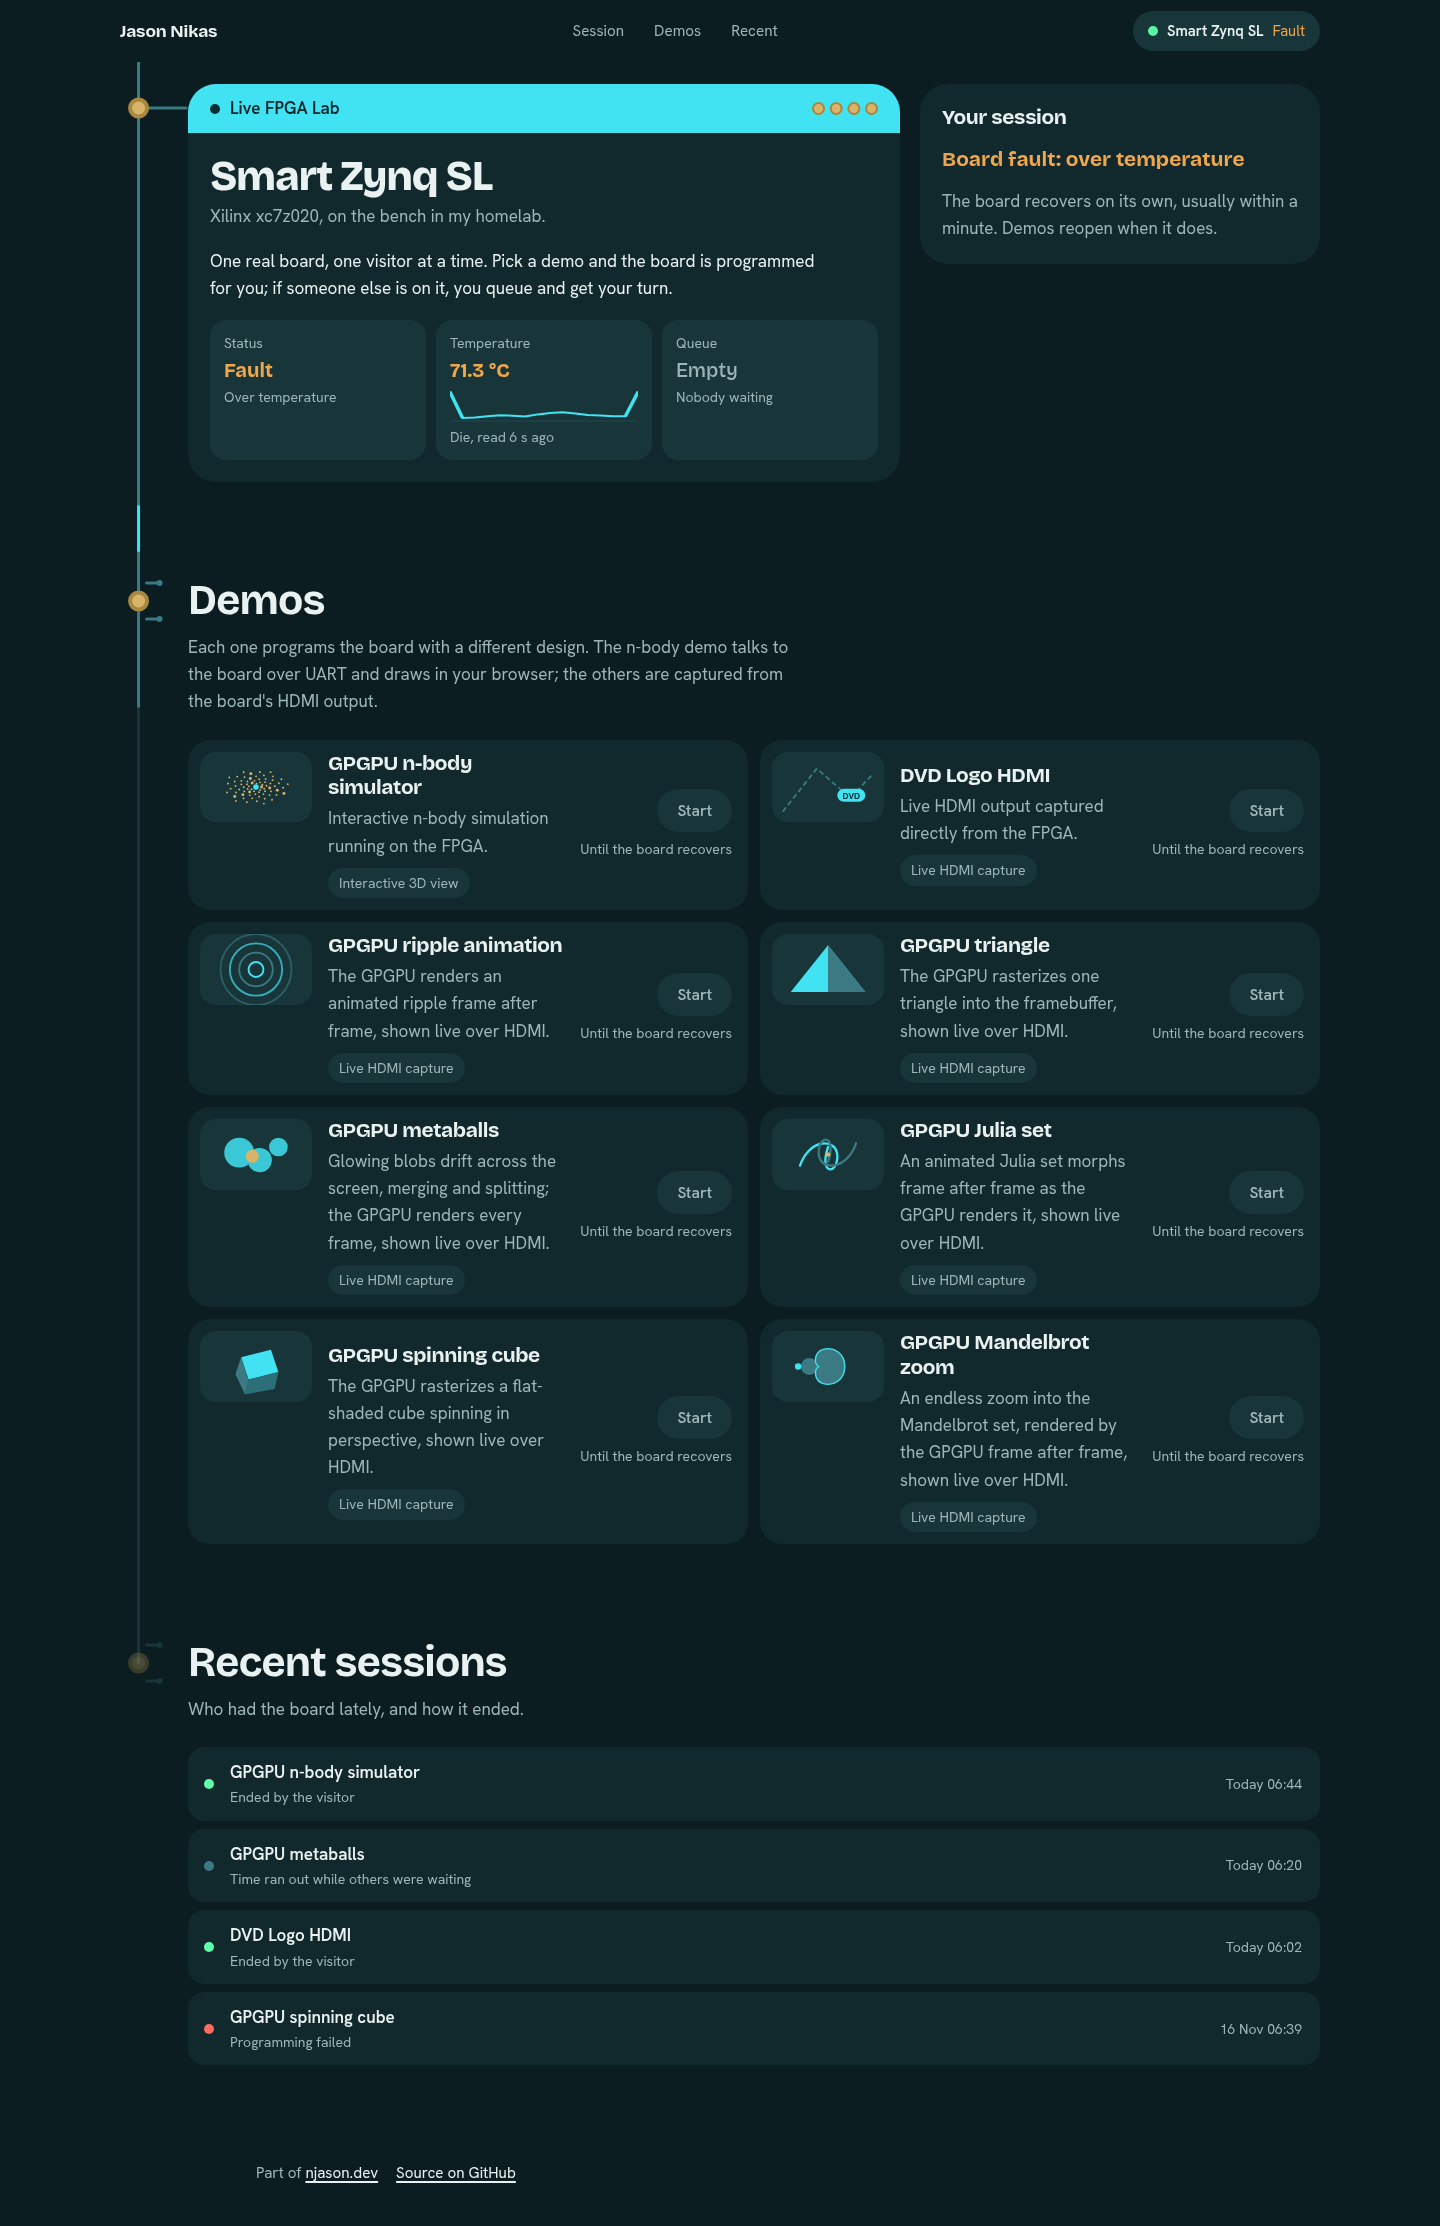 Jason Nikas
Session
Demos
Recent
Smart Zynq SL Fault
Live FPGA Lab
Smart Zynq SL
Xilinx xc7z020, on the bench in my homelab.
One real board, one visitor at a time. Pick a demo and the board is programmed
for you; if someone else is on it, you queue and get your turn.
Status
Fault
Over temperature
Temperature
71.3 °C
Die, read 6 s ago
Queue
Empty
Nobody waiting
Your session
Board fault: over temperature
The board recovers on its own, usually within a
minute. Demos reopen when it does.
Demos
Each one programs the board with a different design. The n-body demo talks to
the board over UART and draws in your browser; the others are captured from
the board's HDMI output.
GPGPU n-body
simulator
Interactive n-body simulation
running on the FPGA.
Interactive 3D view
Start
Until the board recovers
DVD
DVD Logo HDMI
Live HDMI output captured
directly from the FPGA.
Live HDMI capture
Start
Until the board recovers
GPGPU ripple animation
The GPGPU renders an
animated ripple frame after
frame, shown live over HDMI.
Live HDMI capture
Start
Until the board recovers
GPGPU triangle
The GPGPU rasterizes one
triangle into the framebuffer,
shown live over HDMI.
Live HDMI capture
Start
Until the board recovers
GPGPU metaballs
Glowing blobs drift across the
screen, merging and splitting;
the GPGPU renders every
frame, shown live over HDMI.
Live HDMI capture
Start
Until the board recovers
GPGPU Julia set
An animated Julia set morphs
frame after frame as the
GPGPU renders it, shown live
over HDMI.
Live HDMI capture
Start
Until the board recovers
GPGPU spinning cube
The GPGPU rasterizes a flat-
shaded cube spinning in
perspective, shown live over
HDMI.
Live HDMI capture
Start
Until the board recovers
GPGPU Mandelbrot
zoom
An endless zoom into the
Mandelbrot set, rendered by
the GPGPU frame after frame,
shown live over HDMI.
Live HDMI capture
Start
Until the board recovers
Recent sessions
Who had the board lately, and how it ended.
GPGPU n-body simulator
Ended by the visitor
Today 06:44
GPGPU metaballs
Time ran out while others were waiting
Today 06:20
DVD Logo HDMI
Ended by the visitor
Today 06:02
GPGPU spinning cube
Programming failed
16 Nov 06:39
Part of njason.dev
Source on GitHub